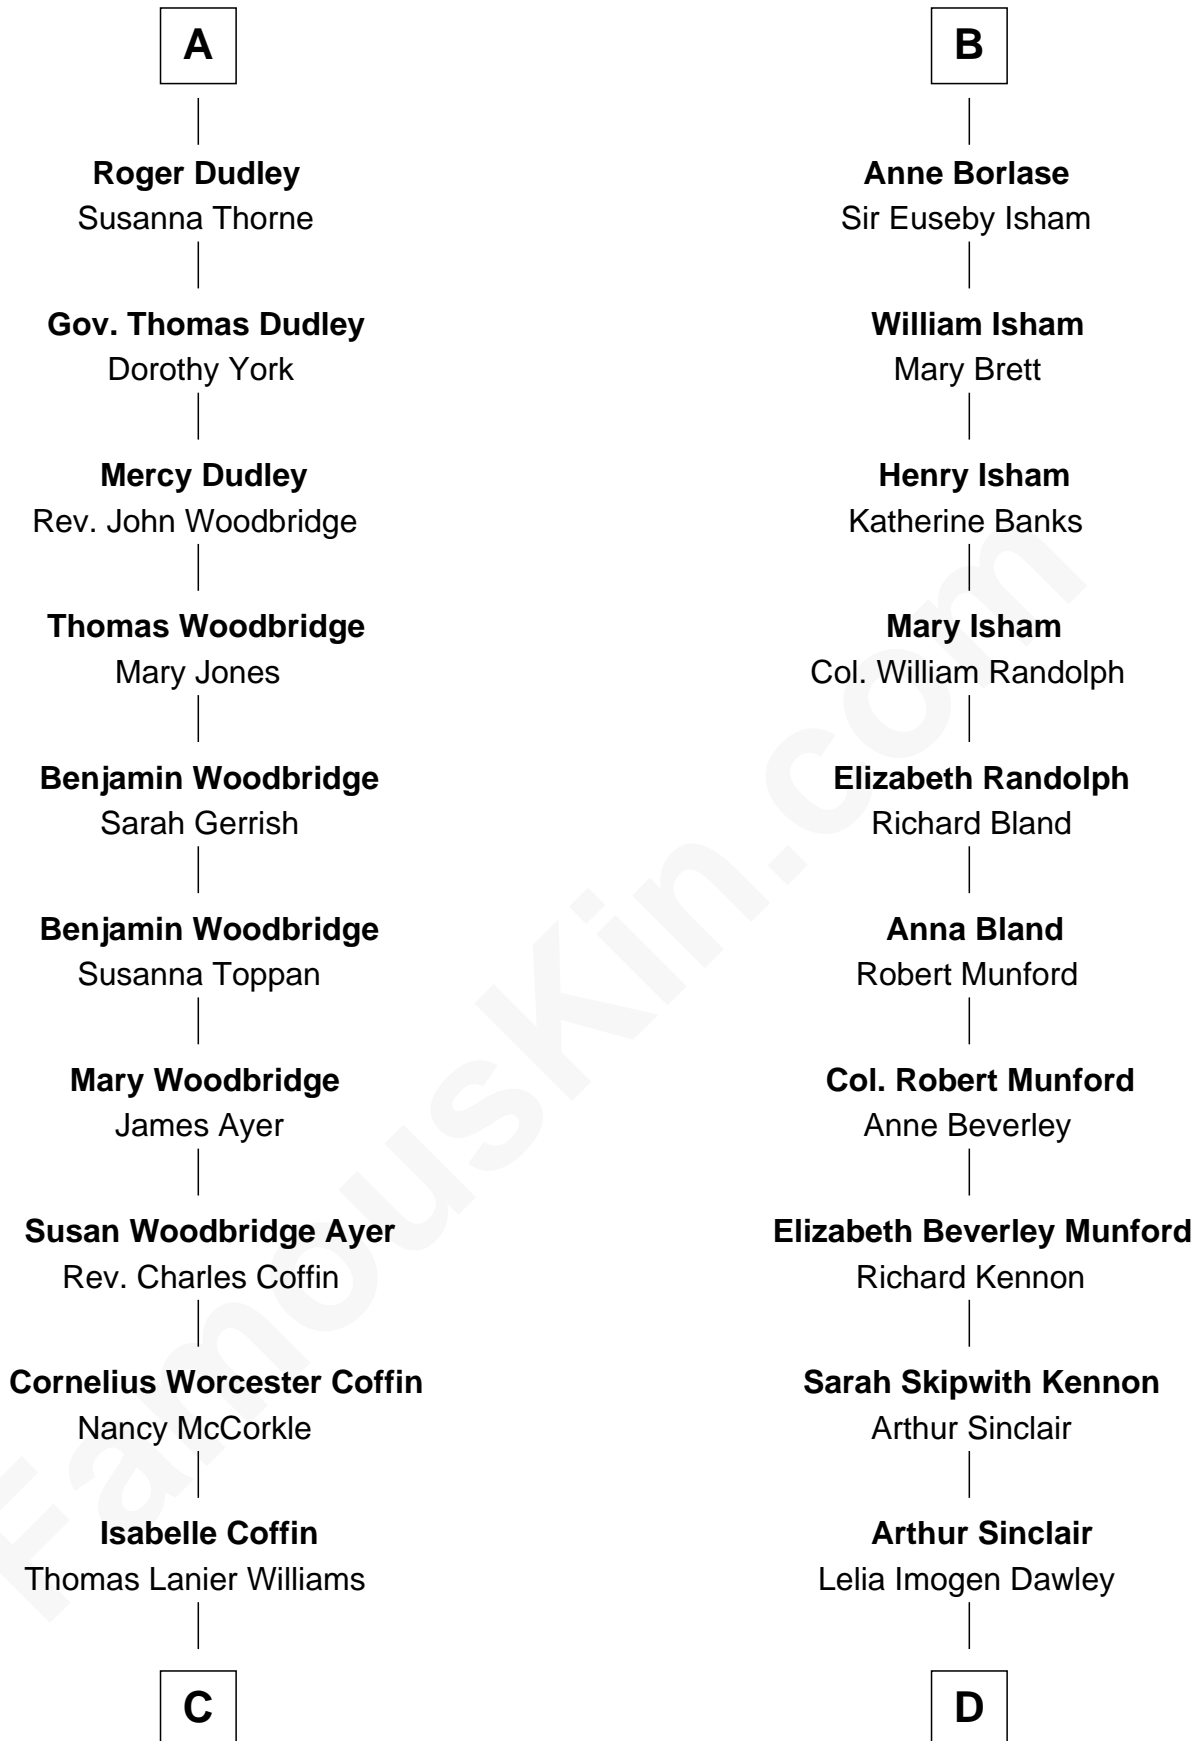 A
Roger Dudley
Susanna Thorne
Gov. Thomas Dudley
Dorothy York
Mercy Dudley
Rev. John Woodbridge
Thomas Woodbridge
Mary Jones
Benjamin Woodbridge
Sarah Gerrish
Benjamin Woodbridge
Susanna Toppan
Mary Woodbridge
James Ayer
Susan Woodbridge Ayer
Rev. Charles Coffin
Cornelius Worcester Coffin
Nancy McCorkle
Isabelle Coffin
Thomas Lanier Williams
C
B
Anne Borlase
Sir Euseby Isham
William Isham
Mary Brett
Henry Isham
Katherine Banks
Mary Isham
Col. William Randolph
Elizabeth Randolph
Richard Bland
Anna Bland
Robert Munford
Col. Robert Munford
Anne Beverley
Elizabeth Beverley Munford
Richard Kennon
Sarah Skipwith Kennon
Arthur Sinclair
Arthur Sinclair
Lelia Imogen Dawley
D
FamousKin.com